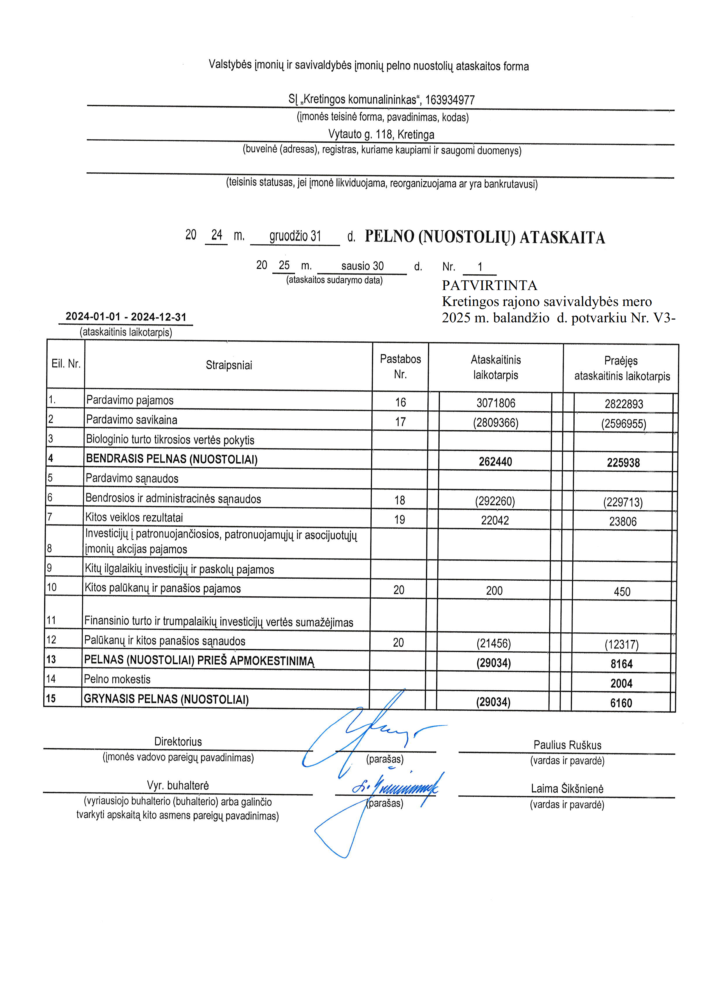 Valstybės įmonių ir savivaldybės įmonių pelno nuostolių ataskaitos forma
SĮ „Kretingos komunalininkas“, 163934977
(įmonės teisinė forma, pavadinimas, kodas)
Vytauto g. 118, Kretinga
(buveinė (adresas), registras, kuriame kaupiami ir saugomi duomenys)
(teisinis statusas, jei įmonė likviduojama, reorganizuojama ar yra bankrutavusi)
20 24 m. gruodžio 31 d. PELNO (NUOSTOLIŲ) ATASKAITA
20 25 m. sausio 30 d. Nr. 1
(ataskaitos sudarymo data)
PATVIRTINTA
Kretingos rajono savivaldybės mero
2025 m. balandžio d. potvarkiu Nr. V3-
2024-01-01 - 2024-12-31
(ataskaitinis laikotarpis)
Eil. Nr. Straipsniai Pastabos Nr. Ataskaitinis laikotarpis Praėjęs ataskaitinis laikotarpis
1. Pardavimo pajamos 16 3071806 2822893
2 Pardavimo savikaina 17 (2809366) (2596955)
3 Biologinio turto tikrosios vertės pokytis
4 BENDRASIS PELNAS (NUOSTOLIAI) 262440 225938
5 Pardavimo sąnaudos
6 Bendrosios ir administracinės sąnaudos 18 (292260) (229713)
7 Kitos veiklos rezultatai 19 22042 23806
8 Investicijų į patronuojančiosios, patronuojamųjų ir asocijuotųjų
įmonių akcijas pajamos
9 Kitų ilgalaikių investicijų ir paskolų pajamos
10 Kitos palūkanų ir panašios pajamos 20 200 450
11 Finansinio turto ir trumpalaikių investicijų vertės sumažėjimas
12 Palūkanų ir kitos panašios sąnaudos 20 (21456) (12317)
13 PELNAS (NUOSTOLIAI) PRIEŠ APMOKESTINIMĄ (29034) 8164
14 Pelno mokestis 2004
15 GRYNASIS PELNAS (NUOSTOLIAI) (29034) 6160
Direktorius Paulius Ruškus
(įmonės vadovo pareigų pavadinimas) (parašas) (vardas ir pavardė)
Vyr. buhalterė Laima Šikšnienė
(vyriausiojo buhalterio (buhalterio) arba galinčio (parašas) (vardas ir pavardė)
tvarkyti apskaitą kito asmens pareigų pavadinimas)